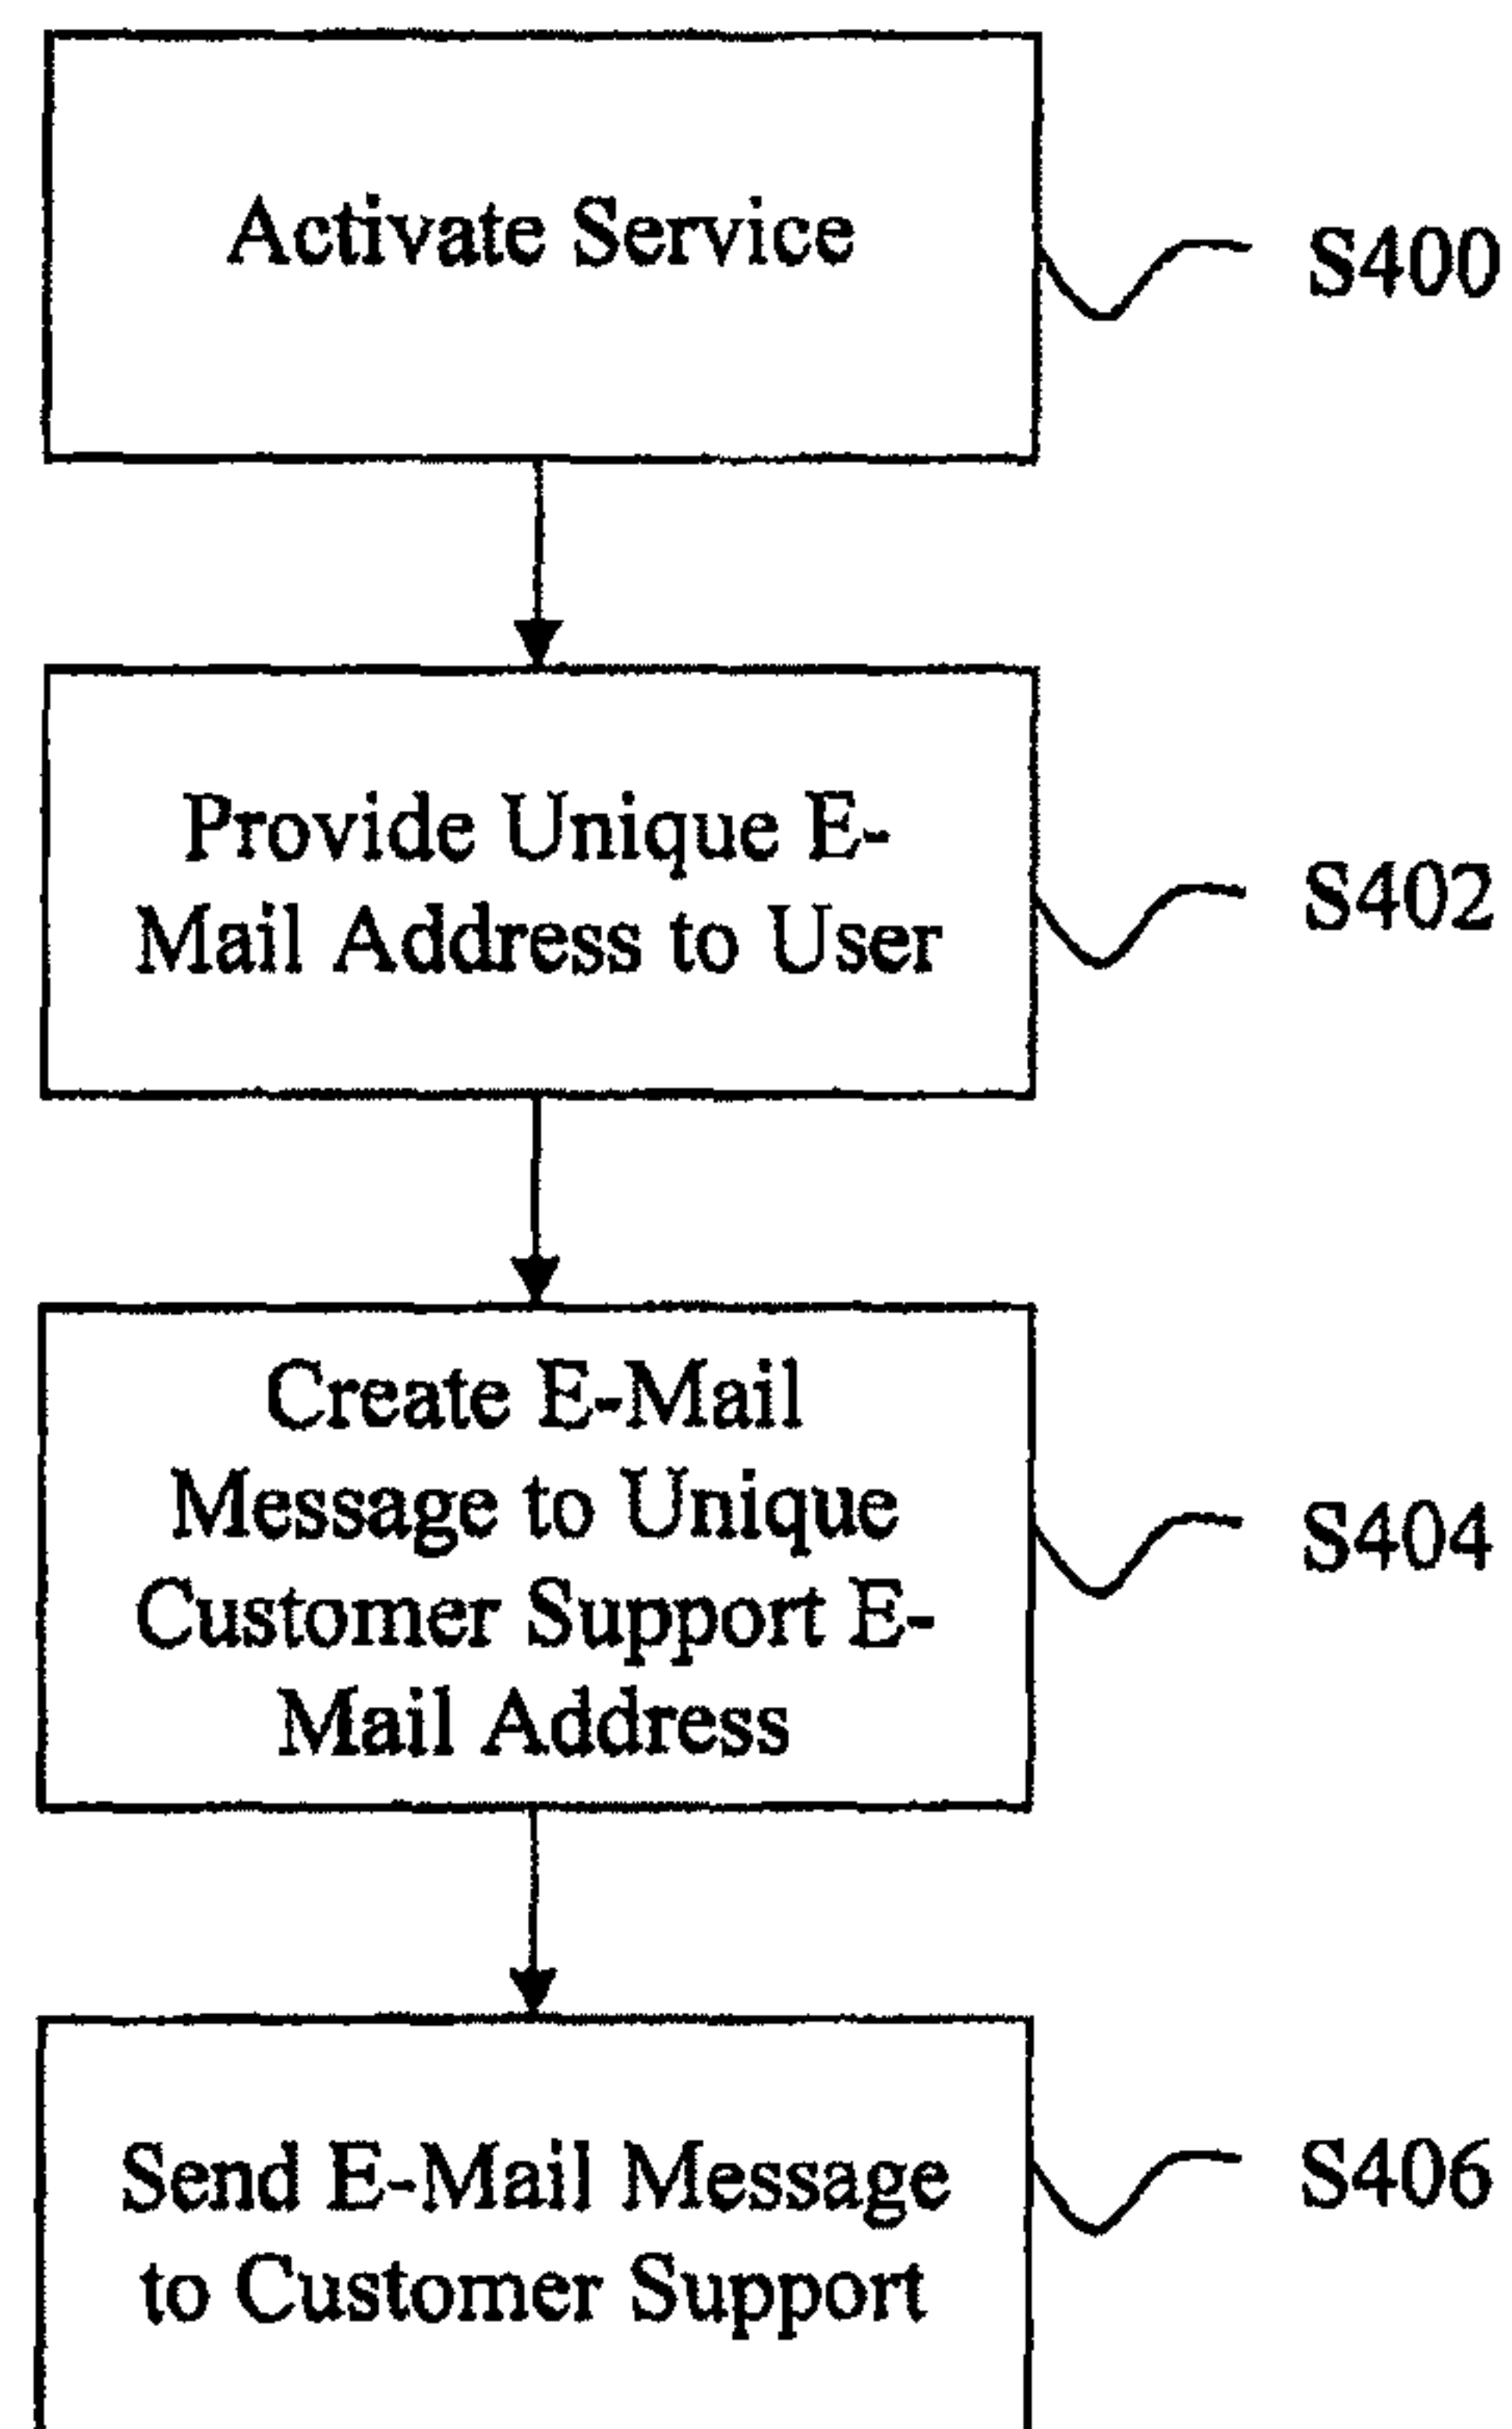 Activate Service
S400
Provide Unique E-
Mail Address to User
S402
Create E-Mail
Message to Unique
Customer Support E-
Mail Address
S404
Send E-Mail Message
to Customer Support
S406